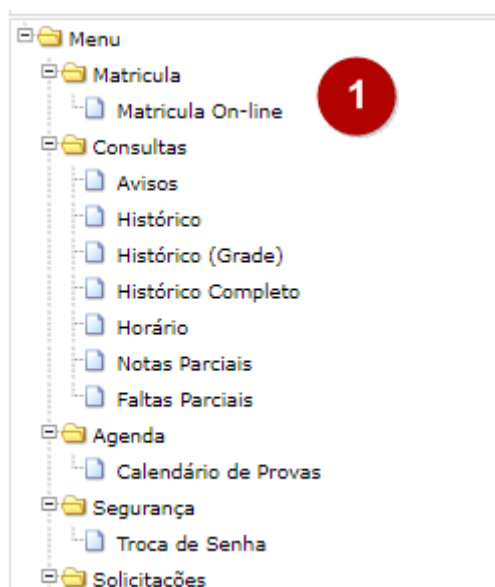 Menu
Matricula
Matricula On-line
1
Consultas
Avisos
Histórico
Histórico (Grade)
Histórico Completo
Horário
Notas Parciais
Faltas Parciais
Agenda
Calendário de Provas
Segurança
Troca de Senha
Solicitações